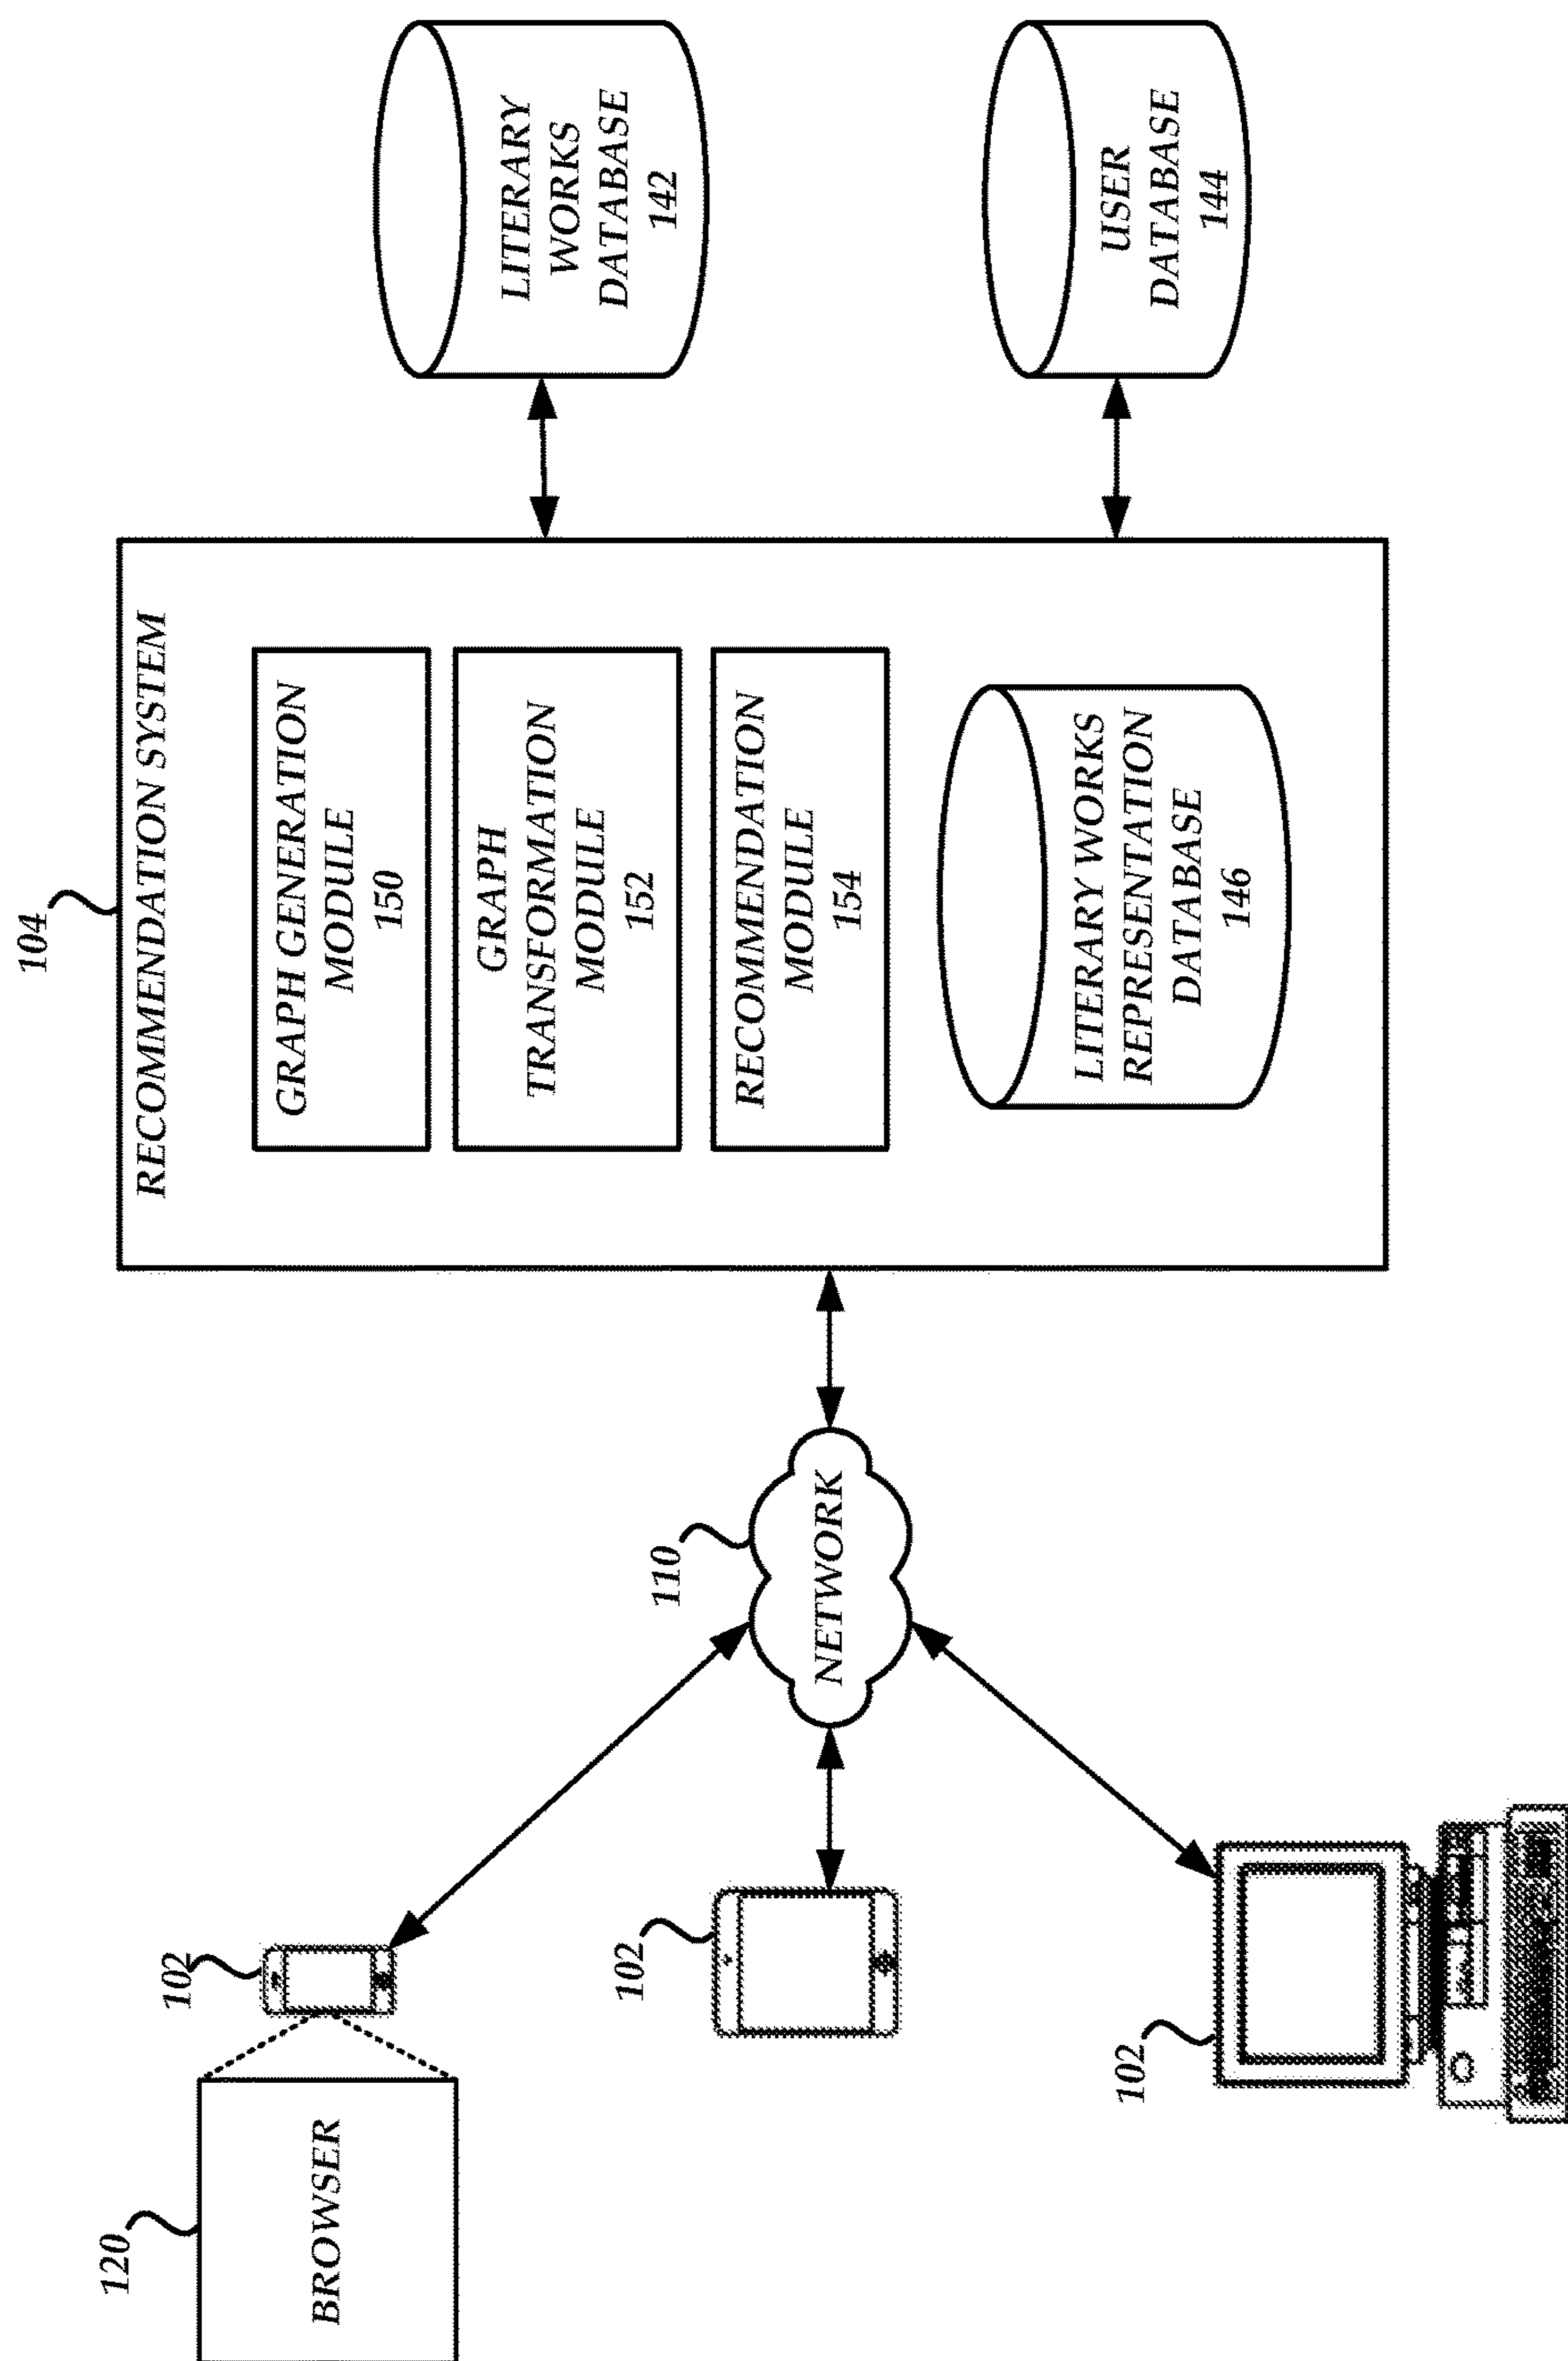 120
BROWSER
102
102
102
110
NETWORK
104
RECOMMENDATION SYSTEM
GRAPH GENERATION
MODULE
150
GRAPH
TRANSFORMATION
MODULE
152
RECOMMENDATION
MODULE
154
LITERARY WORKS
REPRESENTATION
DATABASE
146
LITERARY
WORKS
DATABASE
142
USER
DATABASE
144